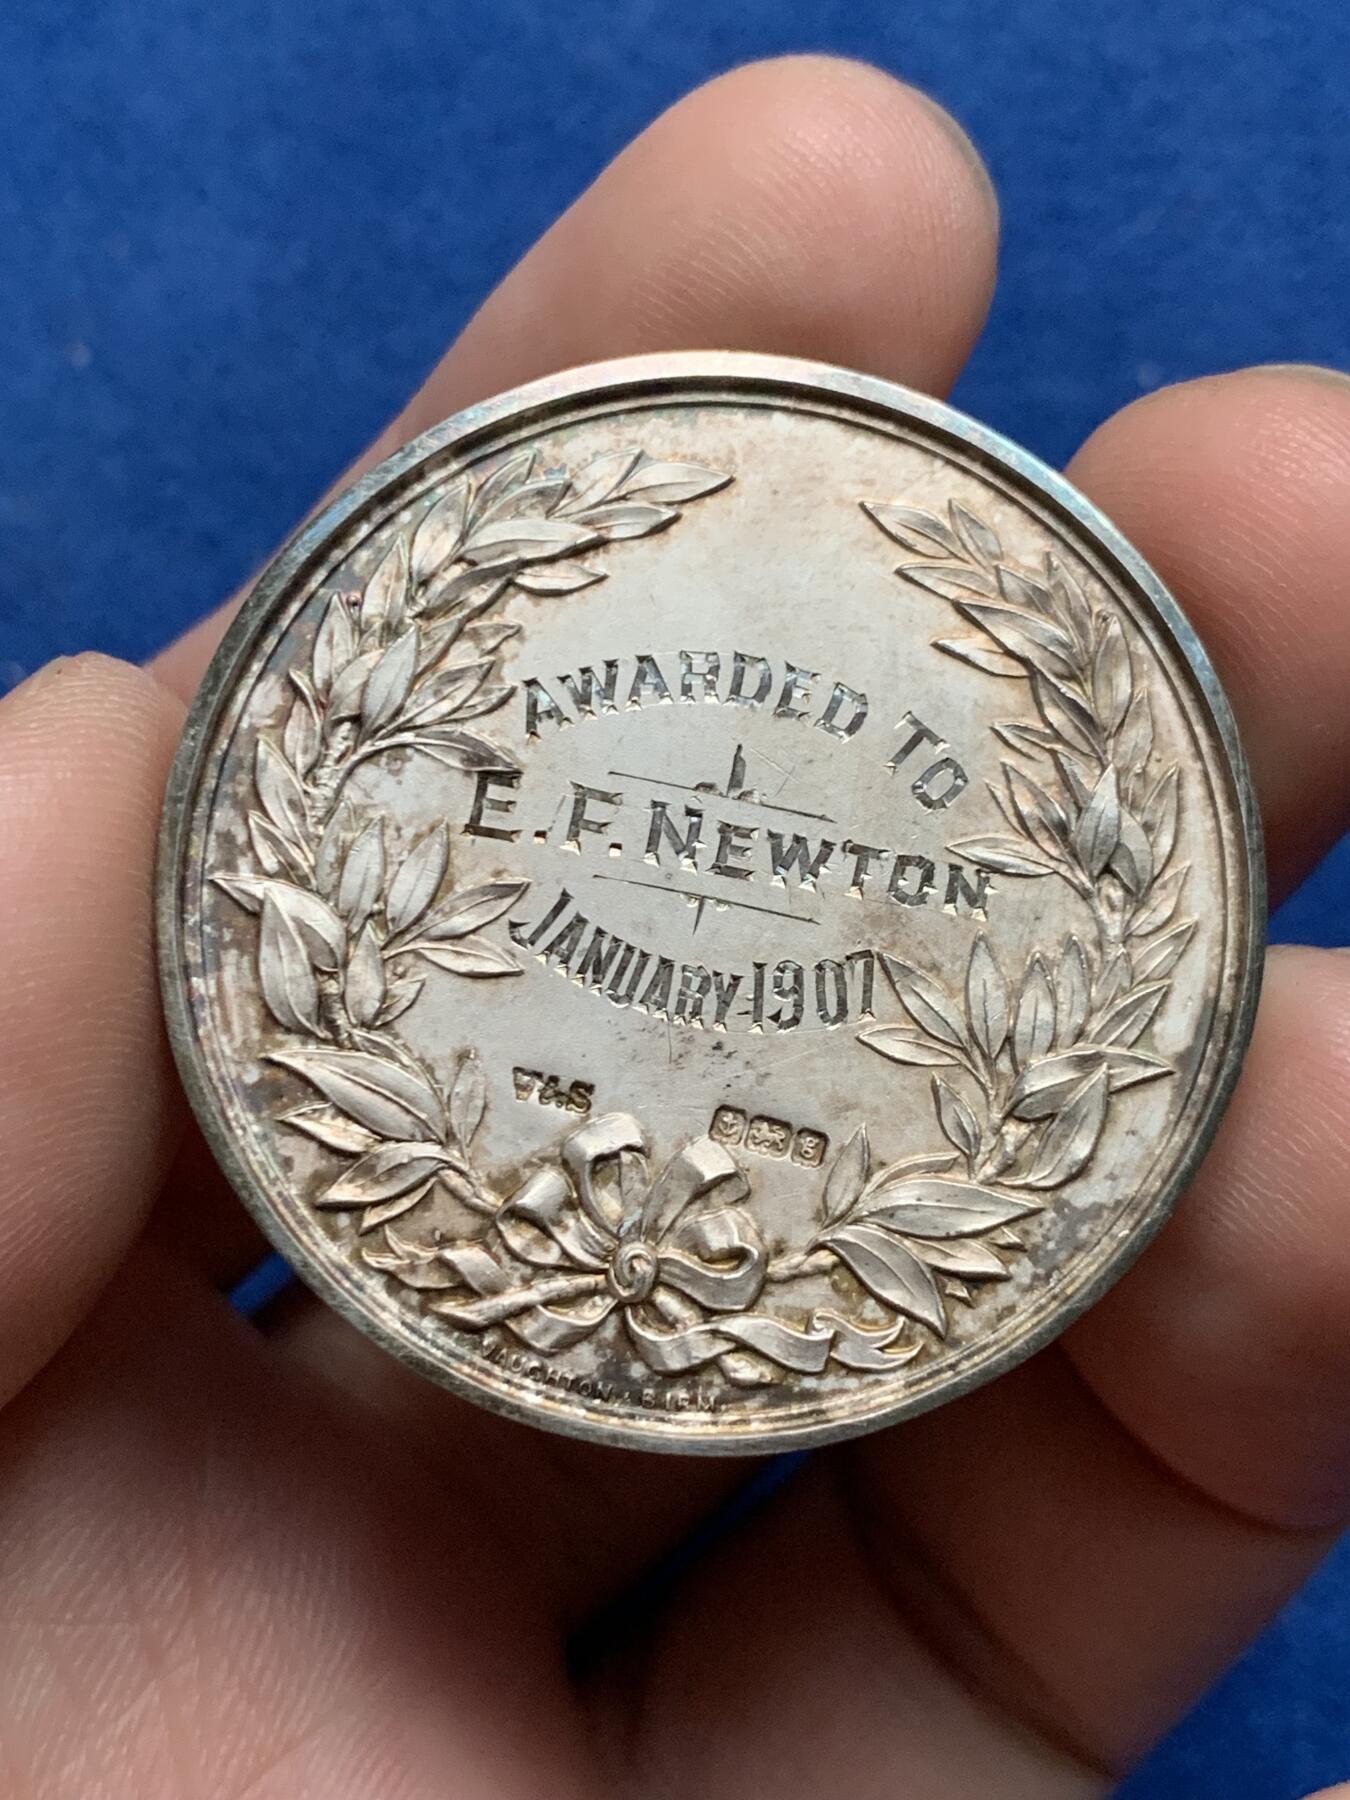 AWARDED TO
E.F. NEWTON
JANUARY 1907
V&S
VAUGHTON. BIRM.